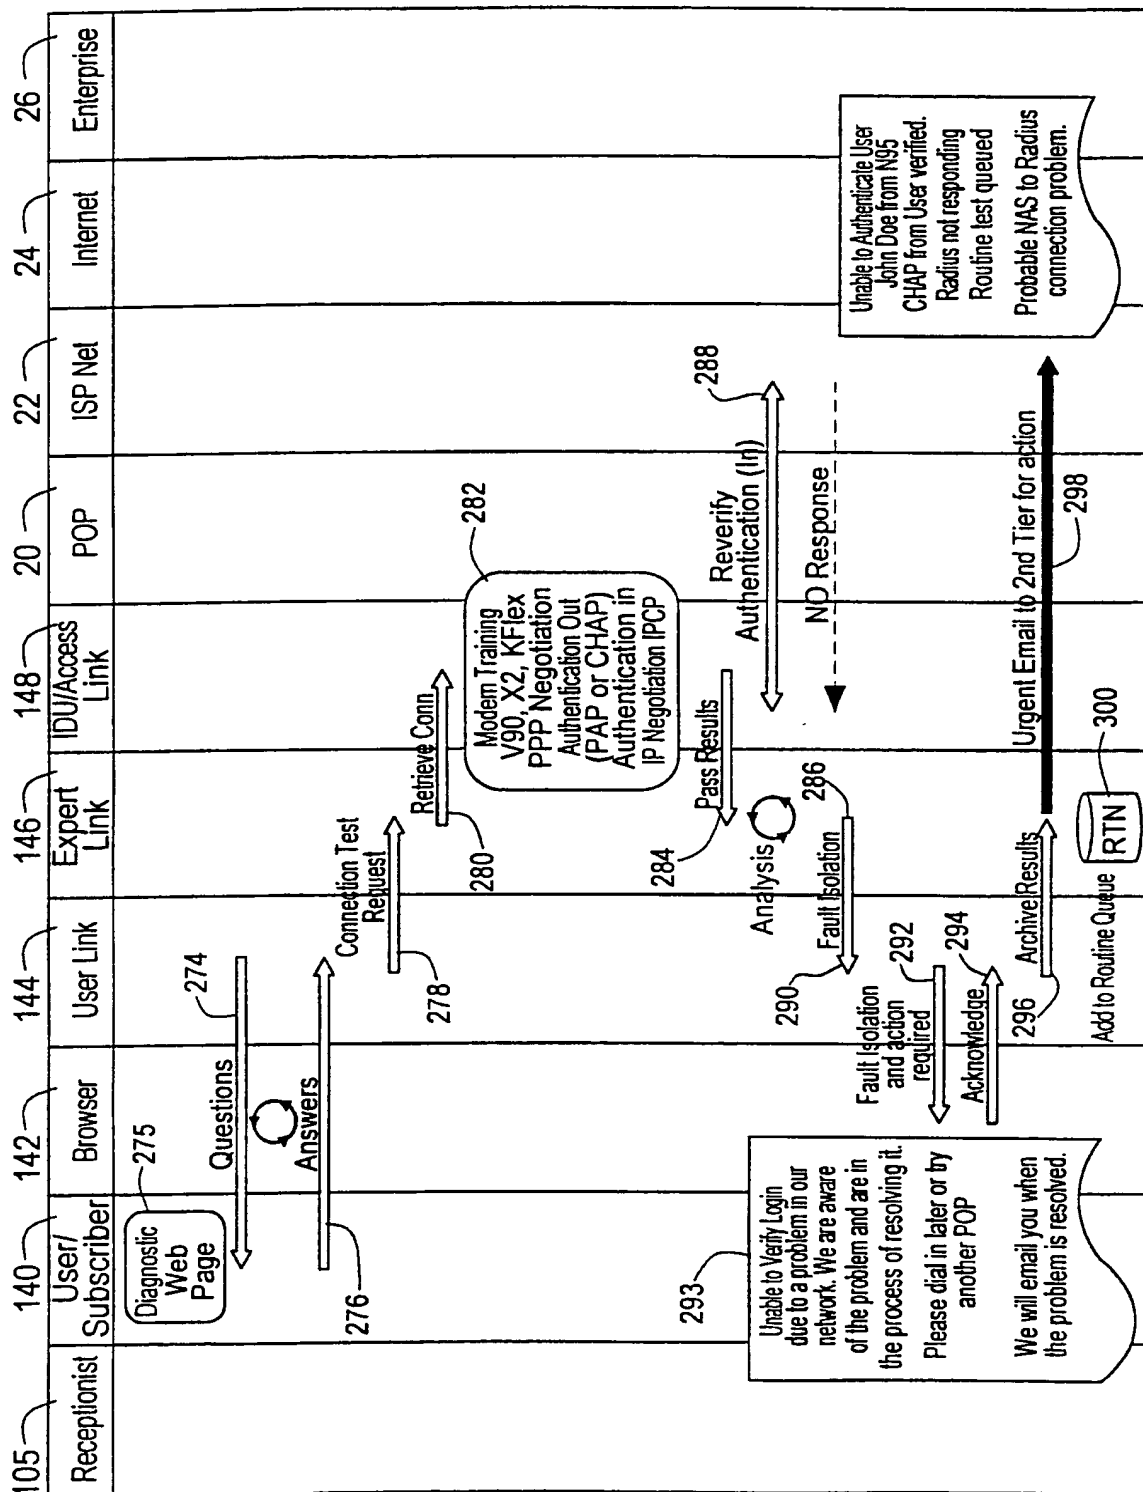 105
140
142
144
146
148
20
22
24
26
Receptionist
User/
Subscriber
Browser
User Link
Expert
Link
IDU/Access
Link
POP
ISP Net
Internet
Enterprise
Diagnostic
Web
Page
275
Questions
274
Answers
276
Connection Test
Request
278
Retrieve Conn
280
Modem Training
V90, X2, KFlex
PPP Negotiation
Authentication Out
(PAP or CHAP)
Authentication in
IP Negotiation IPCP
282
Pass Results
284
Analysis
Reverify
Authentication (In)
288
NO Response
Fault Isolation
286
290
Fault Isolation
and action
required
292
Acknowledge
294
Archive Results
296
Urgent Email to 2nd Tier for action
298
Add to Routine Queue
RTN
300
293
Unable to Verify Login
due to a problem in our
network. We are aware
of the problem and are in
the process of resolving it.
Please dial in later or by
another POP
We will email you when
the problem is resolved.
Unable to Authenticate User
John Doe from N95
CHAP from User verified.
Radius not responding
Routine test queued
Probable NAS to Radius
connection problem.